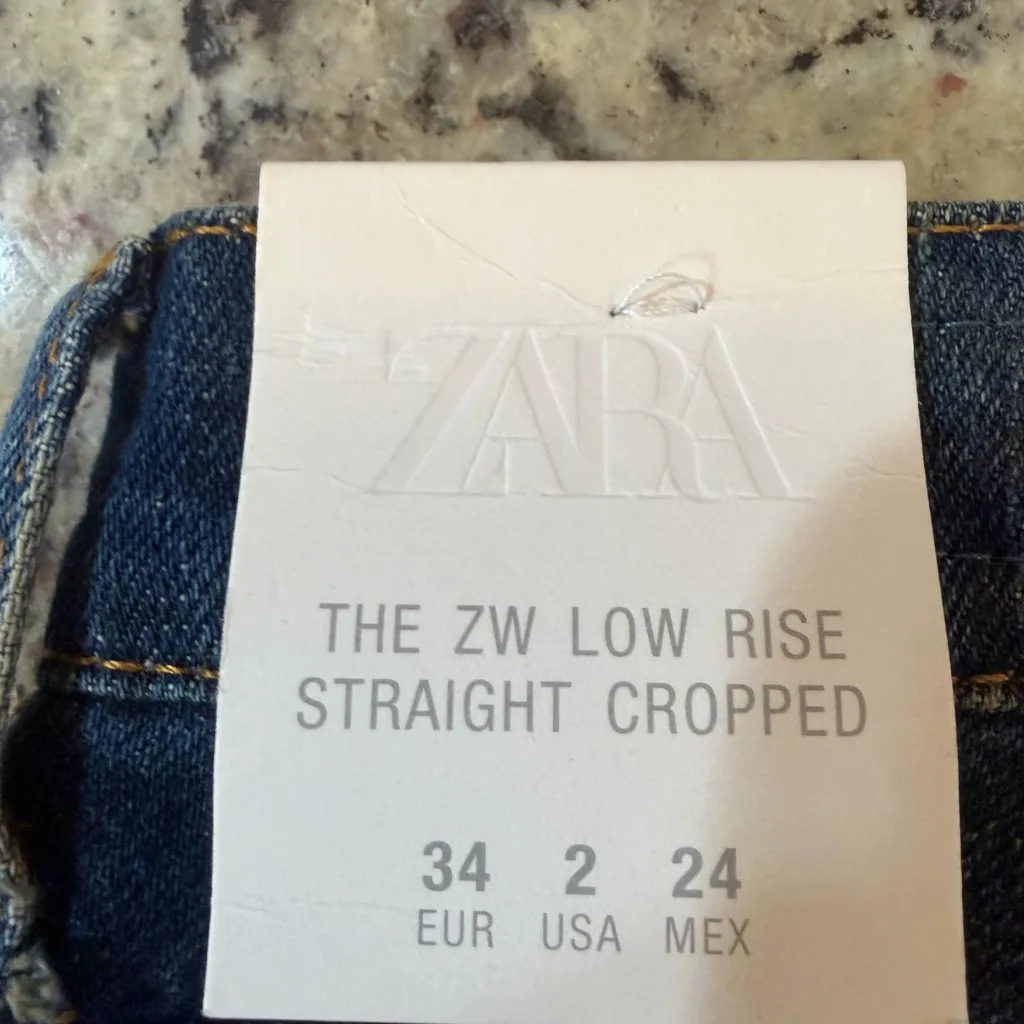 ZARA
THE ZW LOW RISE
STRAIGHT CROPPED
34 2 24
EUR USA MEX